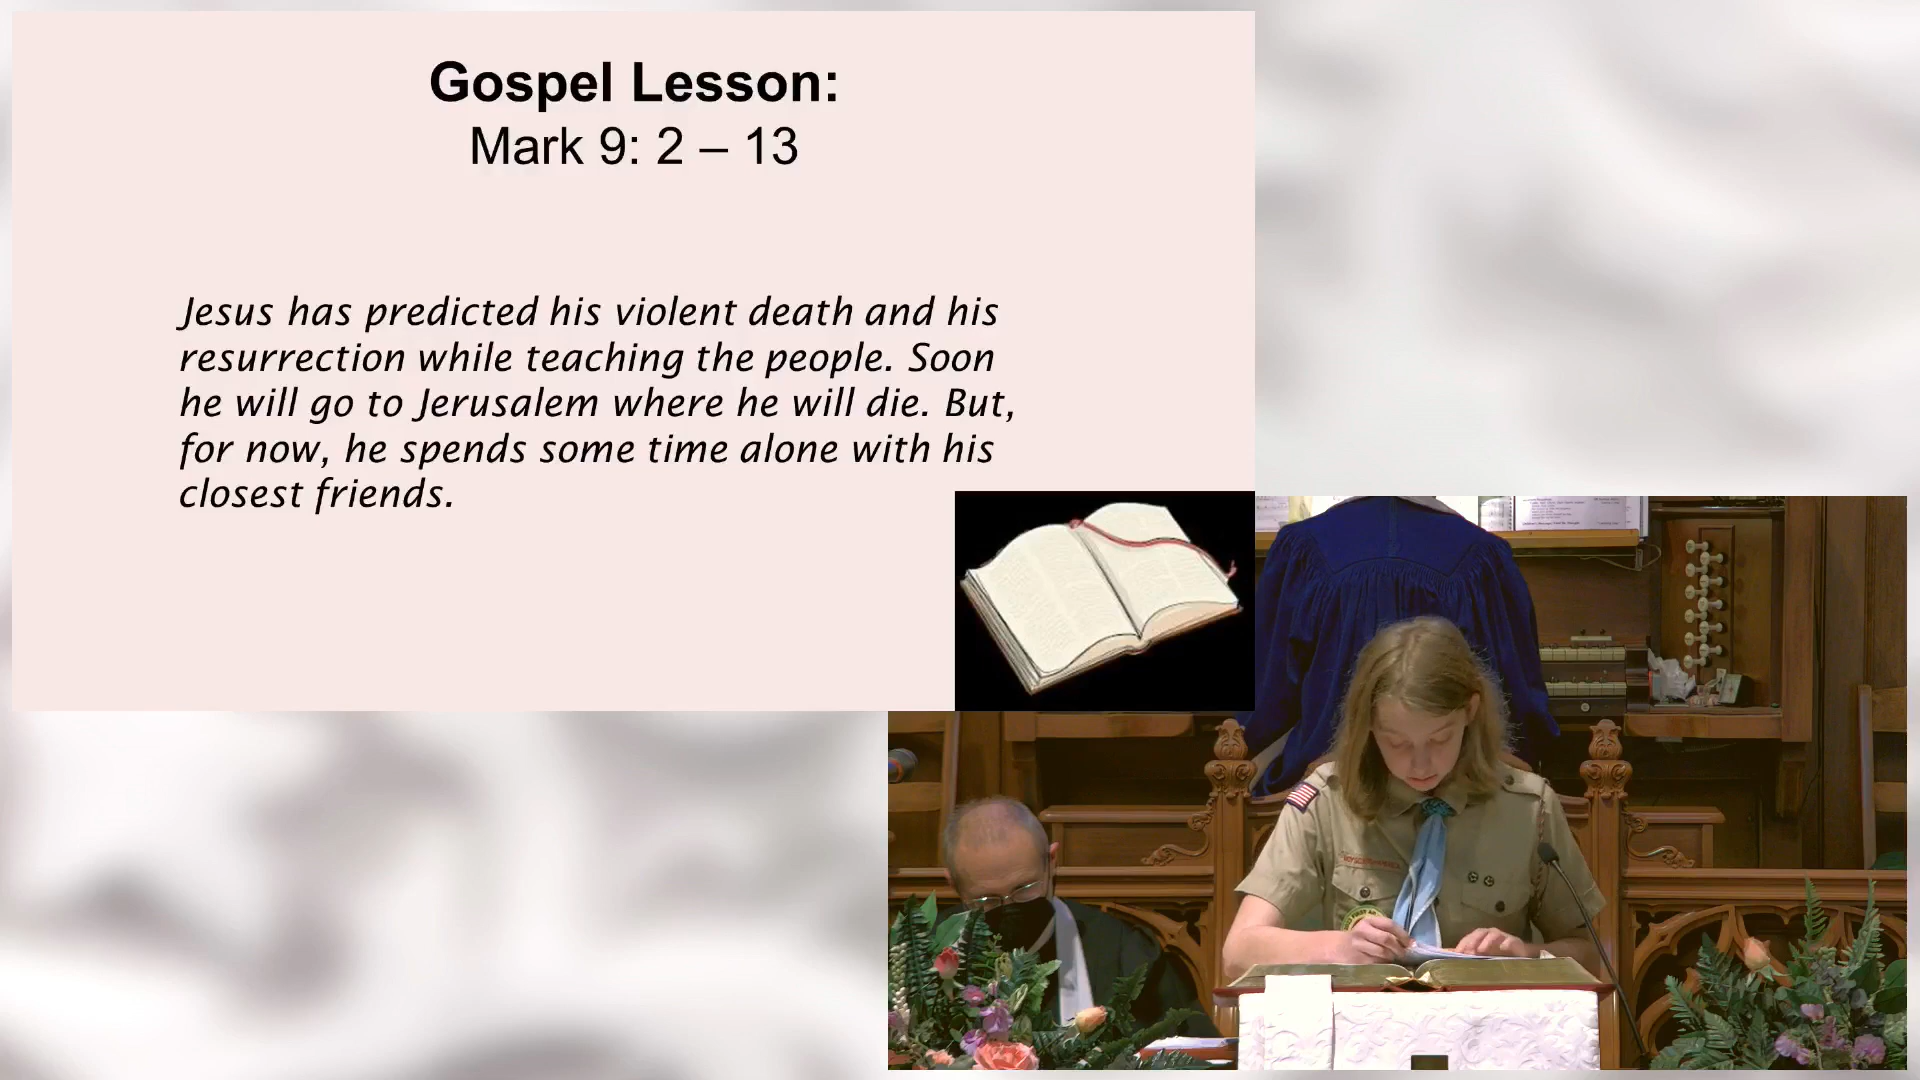 Gospel Lesson:
Mark 9: 2 – 13
Jesus has predicted his violent death and his
resurrection while teaching the people. Soon
he will go to Jerusalem where he will die. But,
for now, he spends some time alone with his
closest friends.